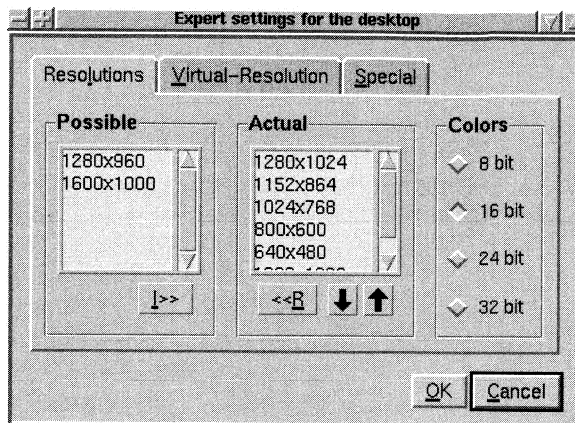 Expert settings for the desktop
Resolutions Virtual-Resolution Special
Possible
1280x960
1600x1000
I>>
Actual
1280x1024
1152x864
1024x768
800x600
640x480
<<R
Colors
8 bit
16 bit
24 bit
32 bit
OK Cancel